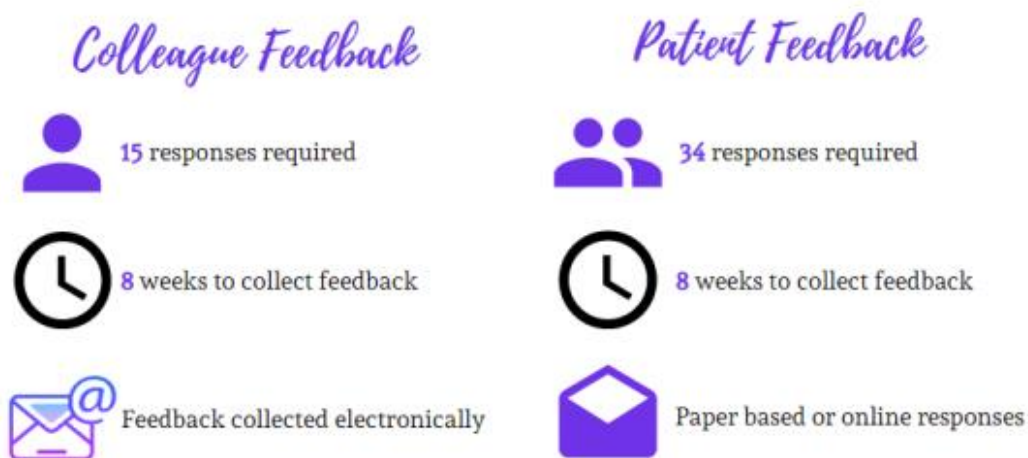 Colleague Feedback
15 responses required
8 weeks to collect feedback
@
Feedback collected electronically
Patient Feedback
34 responses required
8 weeks to collect feedback
Paper based or online responses